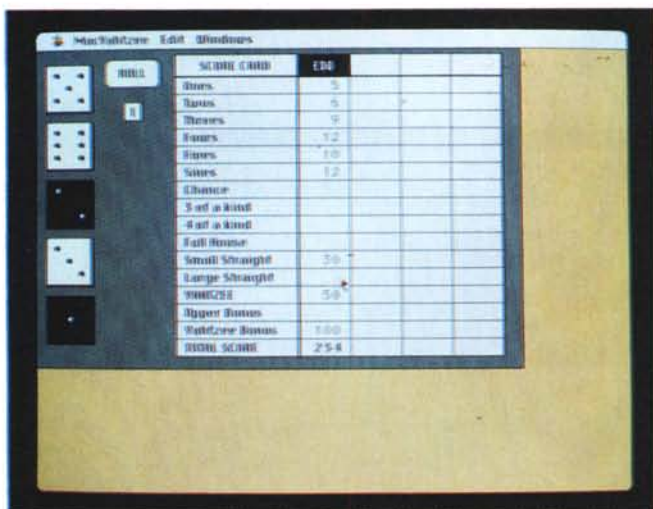 MacYahtzee Edit Windows
ROLL
SCORE CARD
Ones 5
Twos 6
Threes 9
Fours 12
Fives 10
Sixes 12
Chance
3 of a kind
4 of a kind
Full House
Small Straight 30
Large Straight
YAHTZEE 50
Upper Bonus
Yahtzee Bonus 100
TOTAL SCORE 234